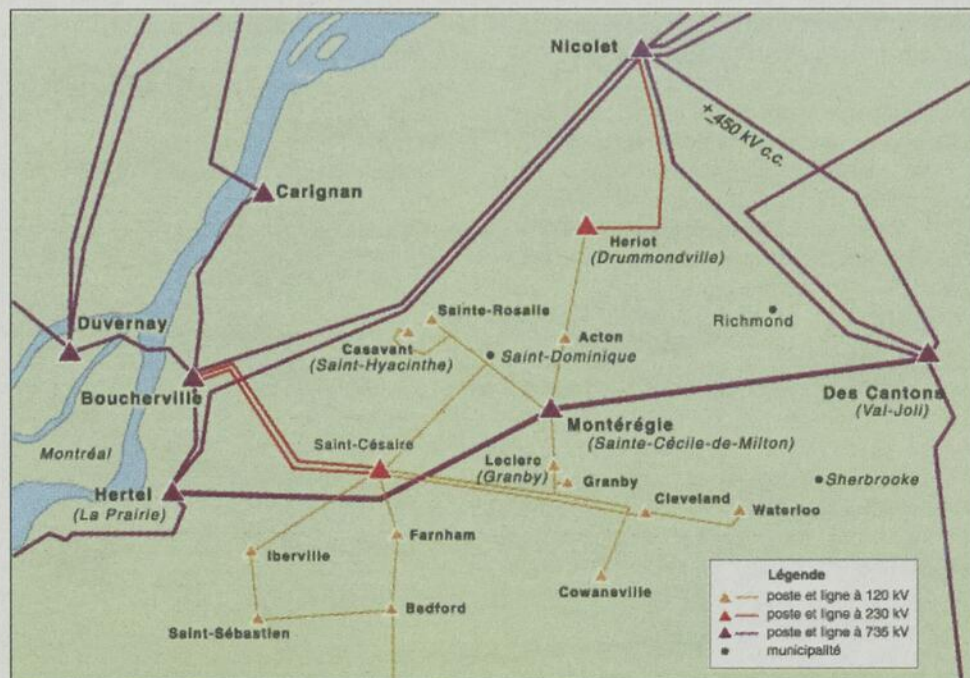 Nicolet
±450 kV c.c.
Carignan
Heriot
(Drummondville)
Sainte-Rosalie
Duvernay
Richmond
Casavant
(Saint-Hyacinthe)
Acton
Saint-Dominique
Boucherville
Des Cantons
(Val-Joli)
Montérégie
(Sainte-Cécile-de-Milton)
Montréal
Saint-Césaire
Leclerc
(Granby)
Granby
Sherbrooke
Hertel
(La Prairie)
Cleveland
Waterloo
Farnham
Iberville
Cowansville
Bedford
Saint-Sébastien
Légende
poste et ligne à 120 kV
poste et ligne à 230 kV
poste et ligne à 735 kV
municipalité